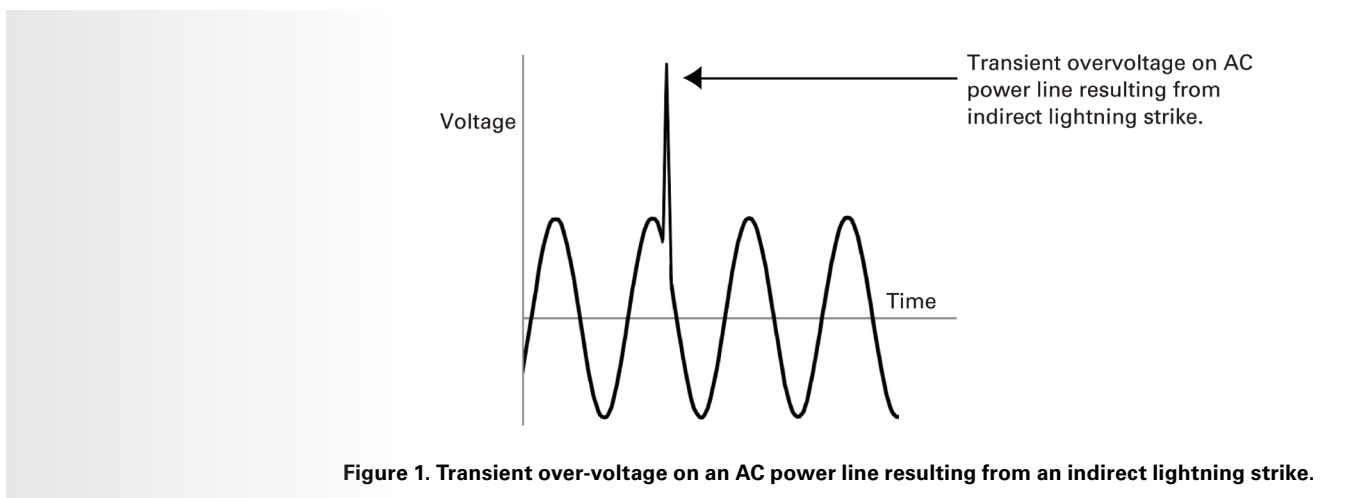 Transient overvoltage on AC
power line resulting from
indirect lightning strike.
Voltage
Time
Figure 1. Transient over-voltage on an AC power line resulting from an indirect lightning strike.